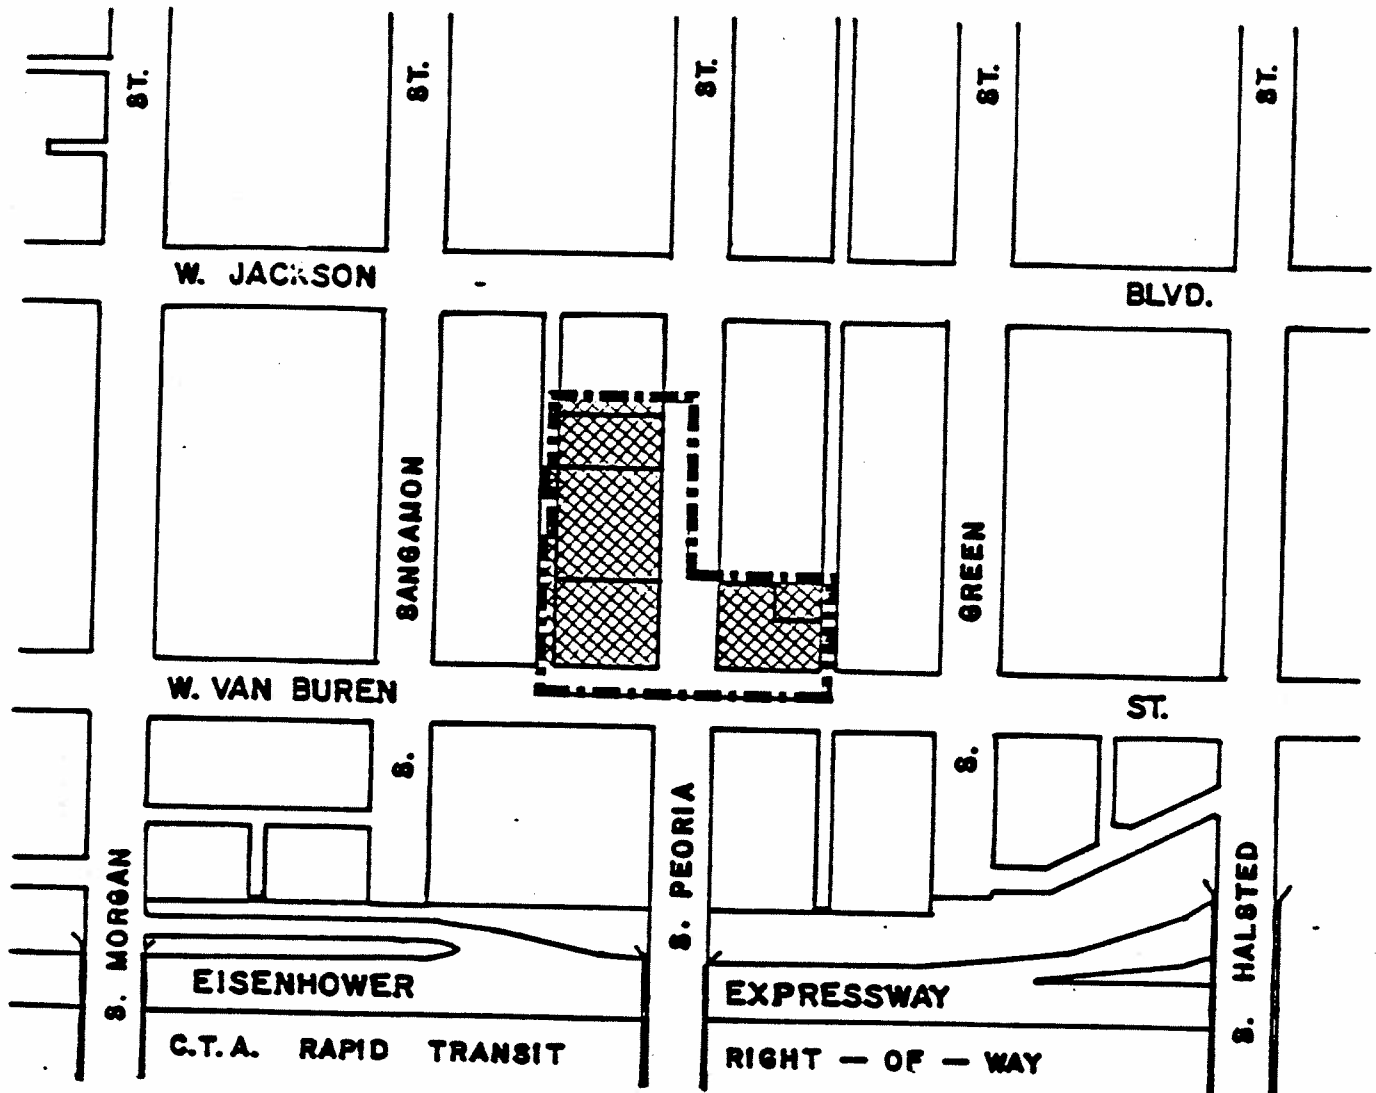 ST. ST. ST. ST. ST.
W. JACKSON BLVD.
SANGAMON
GREEN
W. VAN BUREN ST.
S. S.
S. MORGAN
S. PEORIA
S. HALSTED
EISENHOWER EXPRESSWAY
C.T.A. RAPID TRANSIT RIGHT — OF — WAY